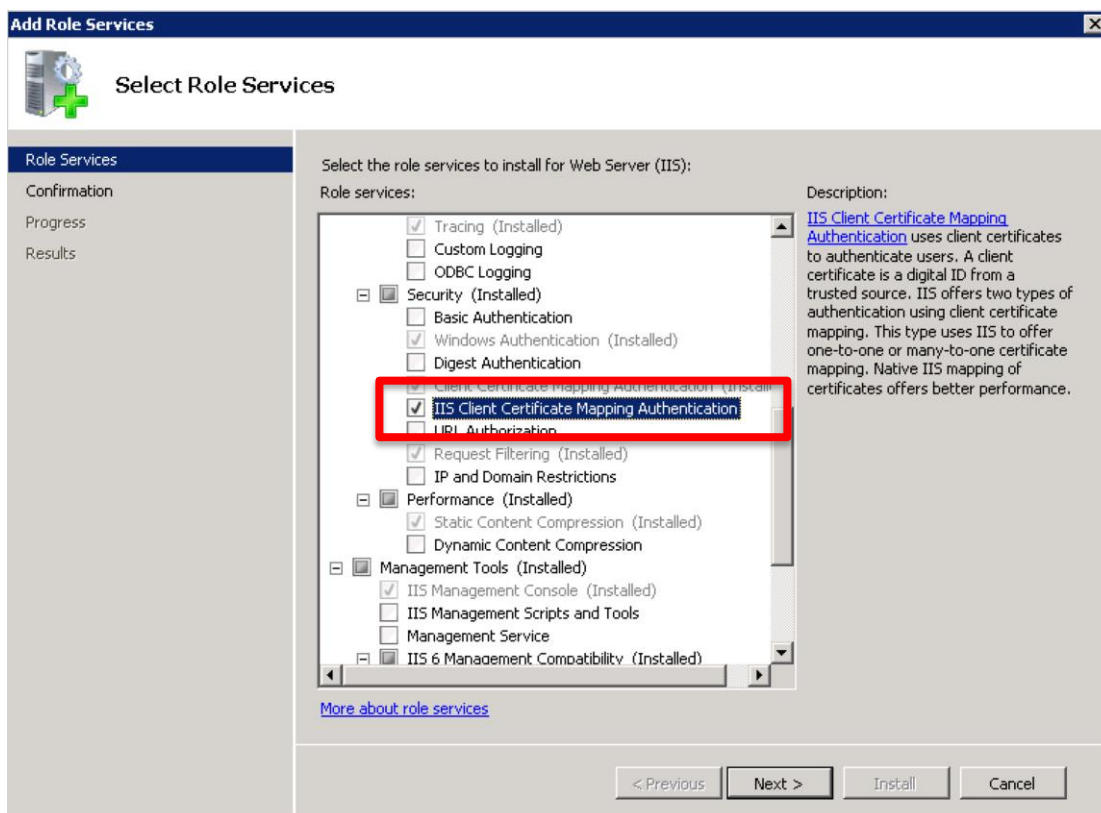 Add Role Services
Select Role Services
Role Services
Confirmation
Progress
Results
Select the role services to install for Web Server (IIS):
Role services:
Tracing (Installed)
Custom Logging
ODBC Logging
Security (Installed)
Basic Authentication
Windows Authentication (Installed)
Digest Authentication
Client Certificate Mapping Authentication (Install
IIS Client Certificate Mapping Authentication
URL Authorization
Request Filtering (Installed)
IP and Domain Restrictions
Performance (Installed)
Static Content Compression (Installed)
Dynamic Content Compression
Management Tools (Installed)
IIS Management Console (Installed)
IIS Management Scripts and Tools
Management Service
IIS 6 Management Compatibility (Installed)
Description:
IIS Client Certificate Mapping
Authentication uses client certificates
to authenticate users. A client
certificate is a digital ID from a
trusted source. IIS offers two types of
authentication using client certificate
mapping. This type uses IIS to offer
one-to-one or many-to-one certificate
mapping. Native IIS mapping of
certificates offers better performance.
More about role services
< Previous
Next >
Install
Cancel